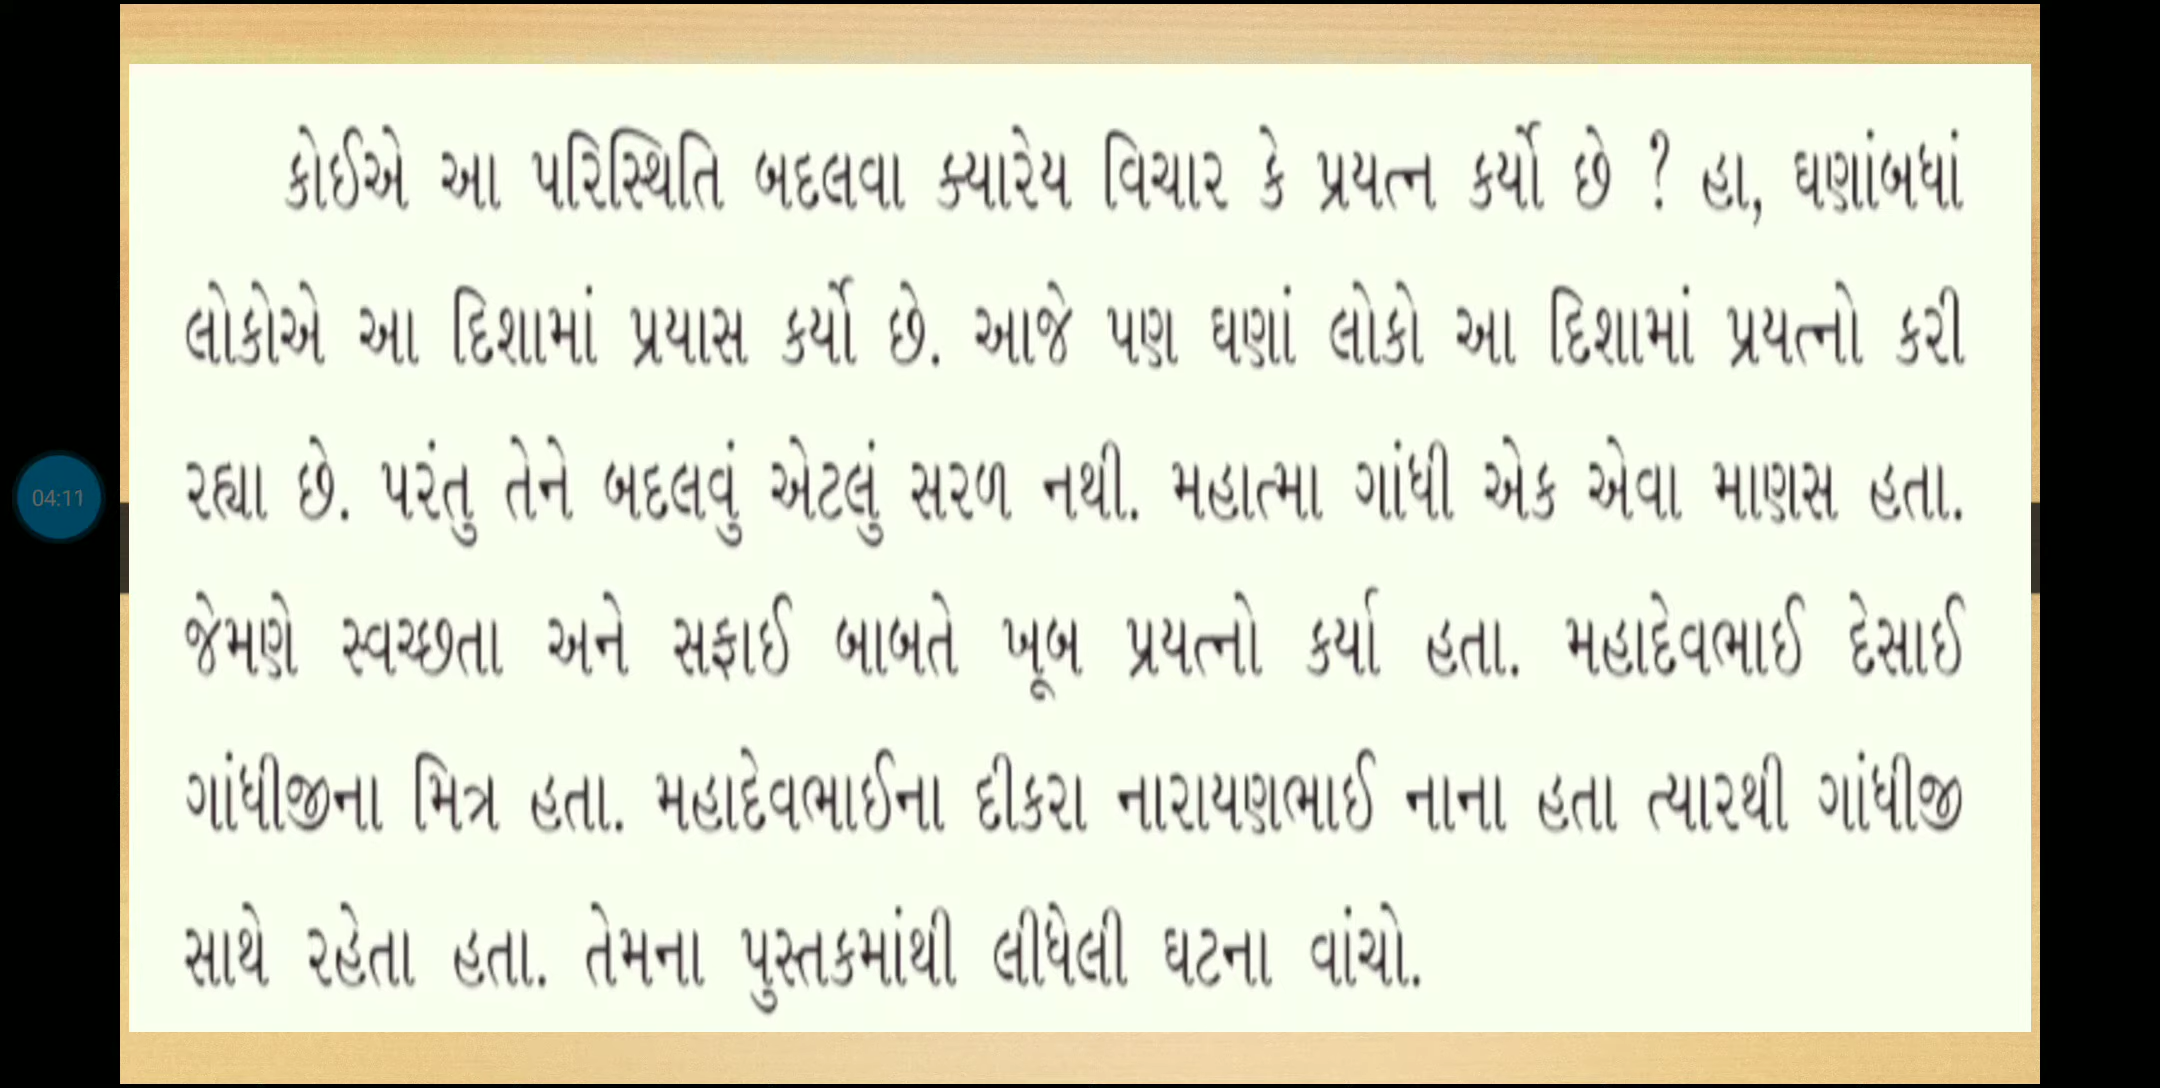 કોઈએ આ પરિસ્થિતિ બદલવા ક્યારેય વિચાર કે પ્રયત્ન કર્યો છે ? હા, ઘણાંબધાં
લોકોએ આ દિશામાં પ્રયાસ કર્યો છે. આજે પણ ઘણાં લોકો આ દિશામાં પ્રયત્નો કરી
04:11
રહ્યા છે. પરંતુ તેને બદલવું એટલું સરળ નથી. મહાત્મા ગાંધી એક એવા માણસ હતા.
જેમણે સ્વચ્છતા અને સફાઈ બાબતે ખૂબ પ્રયત્નો કર્યા હતા. મહાદેવભાઈ દેસાઈ
ગાંધીજીના મિત્ર હતા. મહાદેવભાઈના દીકરા નારાયણભાઈ નાના હતા ત્યારથી ગાંધીજી
સાથે રહેતા હતા. તેમના પુસ્તકમાંથી લીધેલી ઘટના વાંચો.